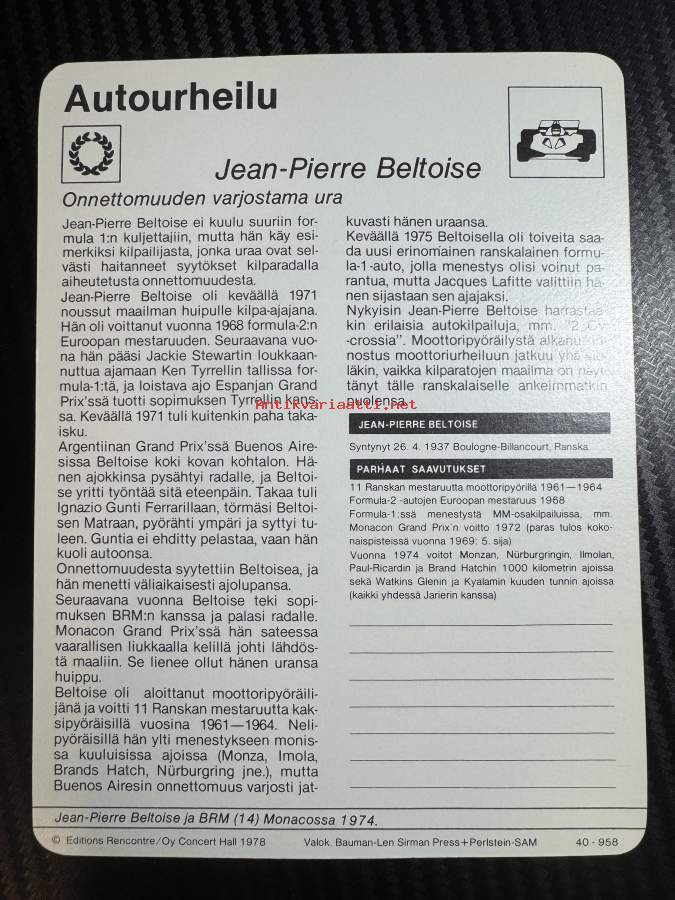 Autourheilu
Jean-Pierre Beltoise
Onnettomuuden varjostama ura
Jean-Pierre Beltoise ei kuulu suuriin for-
mula 1:n kuljettajiin, mutta hän käy esi-
merkiksi kilpailijasta, jonka uraa ovat sel-
västi haitanneet syytökset kilparadalla
aiheutetusta onnettomuudesta.
Jean-Pierre Beltoise oli keväällä 1971
noussut maailman huipulle kilpa-ajajana.
Hän oli voittanut vuonna 1968 formula-2:n
Euroopan mestaruuden. Seuraavana vuo-
na hän pääsi Jackie Stewartin loukkaan-
nuttua ajamaan Ken Tyrrellin tallissa for-
mula-1:tä, ja loistava ajo Espanjan Grand
Prix'ssä tuotti sopimuksen Tyrrellin kans-
sa. Keväällä 1971 tuli kuitenkin paha taka-
isku.
Argentiinan Grand Prix'ssä Buenos Aire-
sissa Beltoise koki kovan kohtalon. Hä-
nen ajokkinsa pysähtyi radalle, ja Beltoi-
se yritti työntää sitä eteenpäin. Takaa tuli
Ignazio Gunti Ferrarillaan, törmäsi Beltoi-
sen Matraan, pyörähti ympäri ja syttyi tu-
leen. Guntia ei ehditty pelastaa, vaan hän
kuoli autoonsa.
Onnettomuudesta syytettiin Beltoisea, ja
hän menetti väliaikaisesti ajolupansa.
Seuraavana vuonna Beltoise teki sopi-
muksen BRM:n kanssa ja palasi radalle.
Monacon Grand Prix'ssä hän sateessa
vaarallisen liukkaalla kelillä johti lähdös-
tä maaliin. Se lienee ollut hänen uransa
huippu.
Beltoise oli aloittanut moottoripyöräili-
jänä ja voitti 11 Ranskan mestaruutta kak-
sipyöräisillä vuosina 1961—1964. Neli-
pyöräisillä hän ylti menestykseen monis-
sa kuuluisissa ajoissa (Monza, Imola,
Brands Hatch, Nürburgring jne.), mutta
Buenos Airesin onnettomuus varjosti jat-
kuvasti hänen uraansa.
Keväällä 1975 Beltoisella oli toiveita saa-
da uusi erinomainen ranskalainen formu-
la-1-auto, jolla menestys olisi voinut pa-
rantua, mutta Jacques Lafitte valittiin hä-
nen sijastaan sen ajajaksi.
Nykyisin Jean-Pierre Beltoise harrastaa-
kin erilaisia autokilpailuja, mm. "2 Cv
-crossia". Moottoripyöräilystä alkanut in-
nostus moottoriurheiluun jatkuu yhä siis-
läkin, vaikka kilparatojen maailma on näyt-
tänyt tälle ranskalaiselle ankeimmatkin
puolensa.
antikvariaatti.net
JEAN-PIERRE BELTOISE
Syntynyt 26. 4. 1937 Boulogne-Billancourt, Ranska
PARHAAT SAAVUTUKSET
11 Ranskan mestaruutta moottoripyörillä 1961—1964
Formula-2 -autojen Euroopan mestaruus 1968
Formula-1:ssä menestystä MM-osakilpailuissa, mm.
Monacon Grand Prix'n voitto 1972 (paras tulos koko-
naispisteissä vuonna 1969: 5. sija)
Vuonna 1974 voitot Monzan, Nürburgringin, Ilmolan,
Paul-Ricardin ja Brand Hatchin 1000 kilometrin ajoissa
sekä Watkins Glenin ja Kyalamin kuuden tunnin ajoissa
(kaikki yhdessä Jarierin kanssa)
Jean-Pierre Beltoise ja BRM (14) Monacossa 1974.
© Editions Rencontre/Oy Concert Hall 1978
Valok. Bauman-Len Sirman Press+Perlstein-SAM
40 - 958